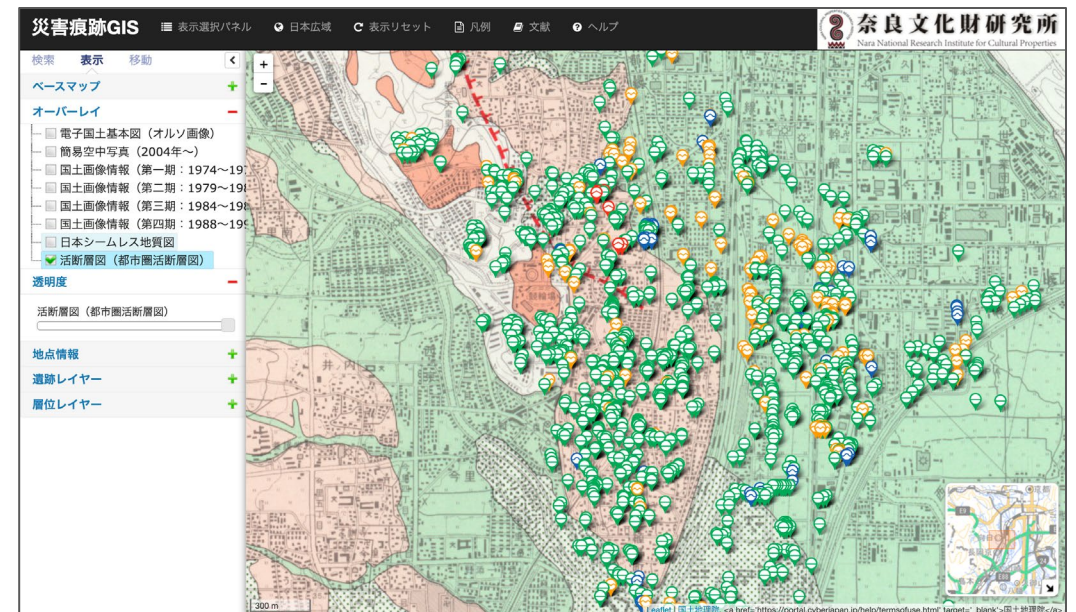 災害痕跡GIS
表示選択パネル
日本広域
表示リセット
凡例
文献
ヘルプ
奈良文化財研究所
Nara National Research Institute for Cultural Properties
検索 表示 移動
ベースマップ
オーバーレイ
電子国土基本図（オルソ画像）
簡易空中写真（2004年〜）
国土画像情報（第一期：1974〜197
国土画像情報（第二期：1979〜198
国土画像情報（第三期：1984〜198
国土画像情報（第四期：1988〜199
日本シームレス地質図
活断層図（都市圏活断層図）
透明度
活断層図（都市圏活断層図）
地点情報
遺跡レイヤー
層位レイヤー
+
-
競輪場
井 内
里
300 m
Leaflet | 国土地理院, <a href='https://portal.cyberjapan.jp/help/termsofuse.html' target='_blank'>国土地理院</a>